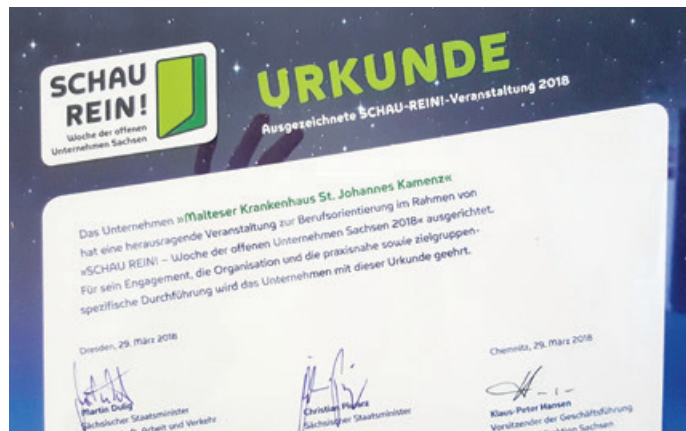 SCHAU
REIN!
Woche der offenen
Unternehmen Sachsen
URKUNDE
Ausgezeichnete SCHAU-REIN!-Veranstaltung 2018
Das Unternehmen »Malteser Krankenhaus St. Johannes Kamenz«
hat eine herausragende Veranstaltung zur Berufsorientierung im Rahmen von
»SCHAU REIN! – Woche der offenen Unternehmen Sachsen 2018« ausgerichtet.
Für sein Engagement, die Organisation und die praxisnahe sowie zielgruppen-
spezifische Durchführung wird das Unternehmen mit dieser Urkunde geehrt.
Dresden, 29. März 2018
Chemnitz, 29. März 2018
Martin Dulig
Sächsischer Staatsminister
Arbeit und Verkehr
Christian Piwarz
Sächsischer Staatsminister
Klaus-Peter Hansen
Vorsitzender der Geschäftsführung
Sachsen